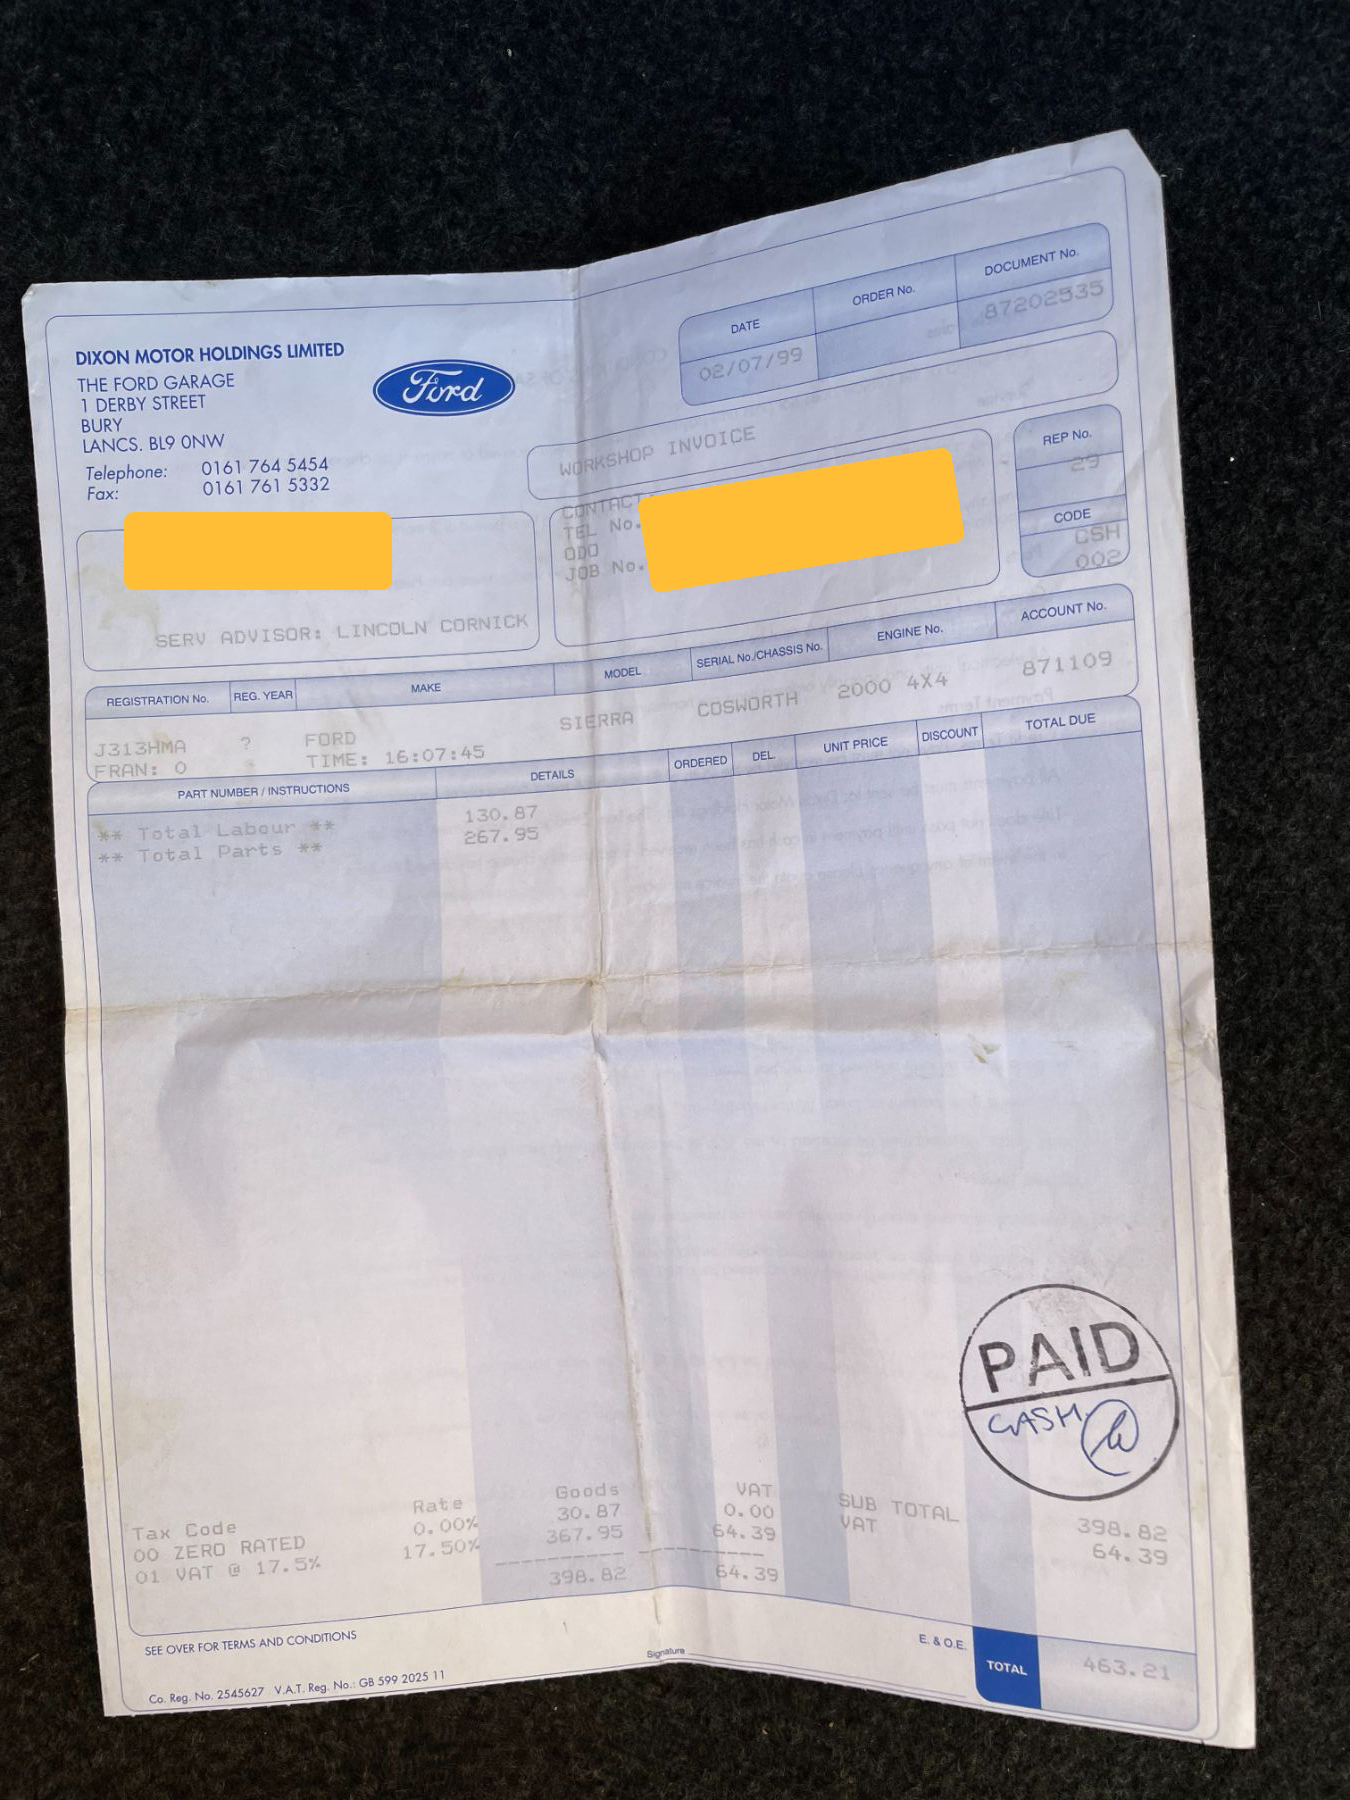 DIXON MOTOR HOLDINGS LIMITED
THE FORD GARAGE
1 DERBY STREET
BURY
LANCS. BL9 0NW
Telephone: 0161 764 5454
Fax: 0161 761 5332
Ford
DATE ORDER No. DOCUMENT No.
02/07/99 87202535
WORKSHOP INVOICE
CONTACT
TEL No.
ODO
JOB No.
REP No.
29
CODE
CSH
002
SERV ADVISOR: LINCOLN CORNICK
REGISTRATION No. REG. YEAR MAKE MODEL SERIAL No./CHASSIS No. ENGINE No. ACCOUNT No.
J313HMA ? FORD SIERRA COSWORTH 2000 4X4 871109
FRAN: 0 TIME: 16:07:45
PART NUMBER / INSTRUCTIONS DETAILS ORDERED DEL UNIT PRICE DISCOUNT TOTAL DUE
** Total Labour ** 130.87
** Total Parts ** 267.95
PAID
CASH
Tax Code Rate Goods VAT SUB TOTAL 398.82
00 ZERO RATED 0.00% 30.87 0.00 VAT 64.39
01 VAT @ 17.5% 17.50% 367.95 64.39
398.82 64.39
SEE OVER FOR TERMS AND CONDITIONS
Signature
E. & O.E.
TOTAL 463.21
Co. Reg. No. 2545627 V.A.T. Reg. No.: GB 599 2025 11